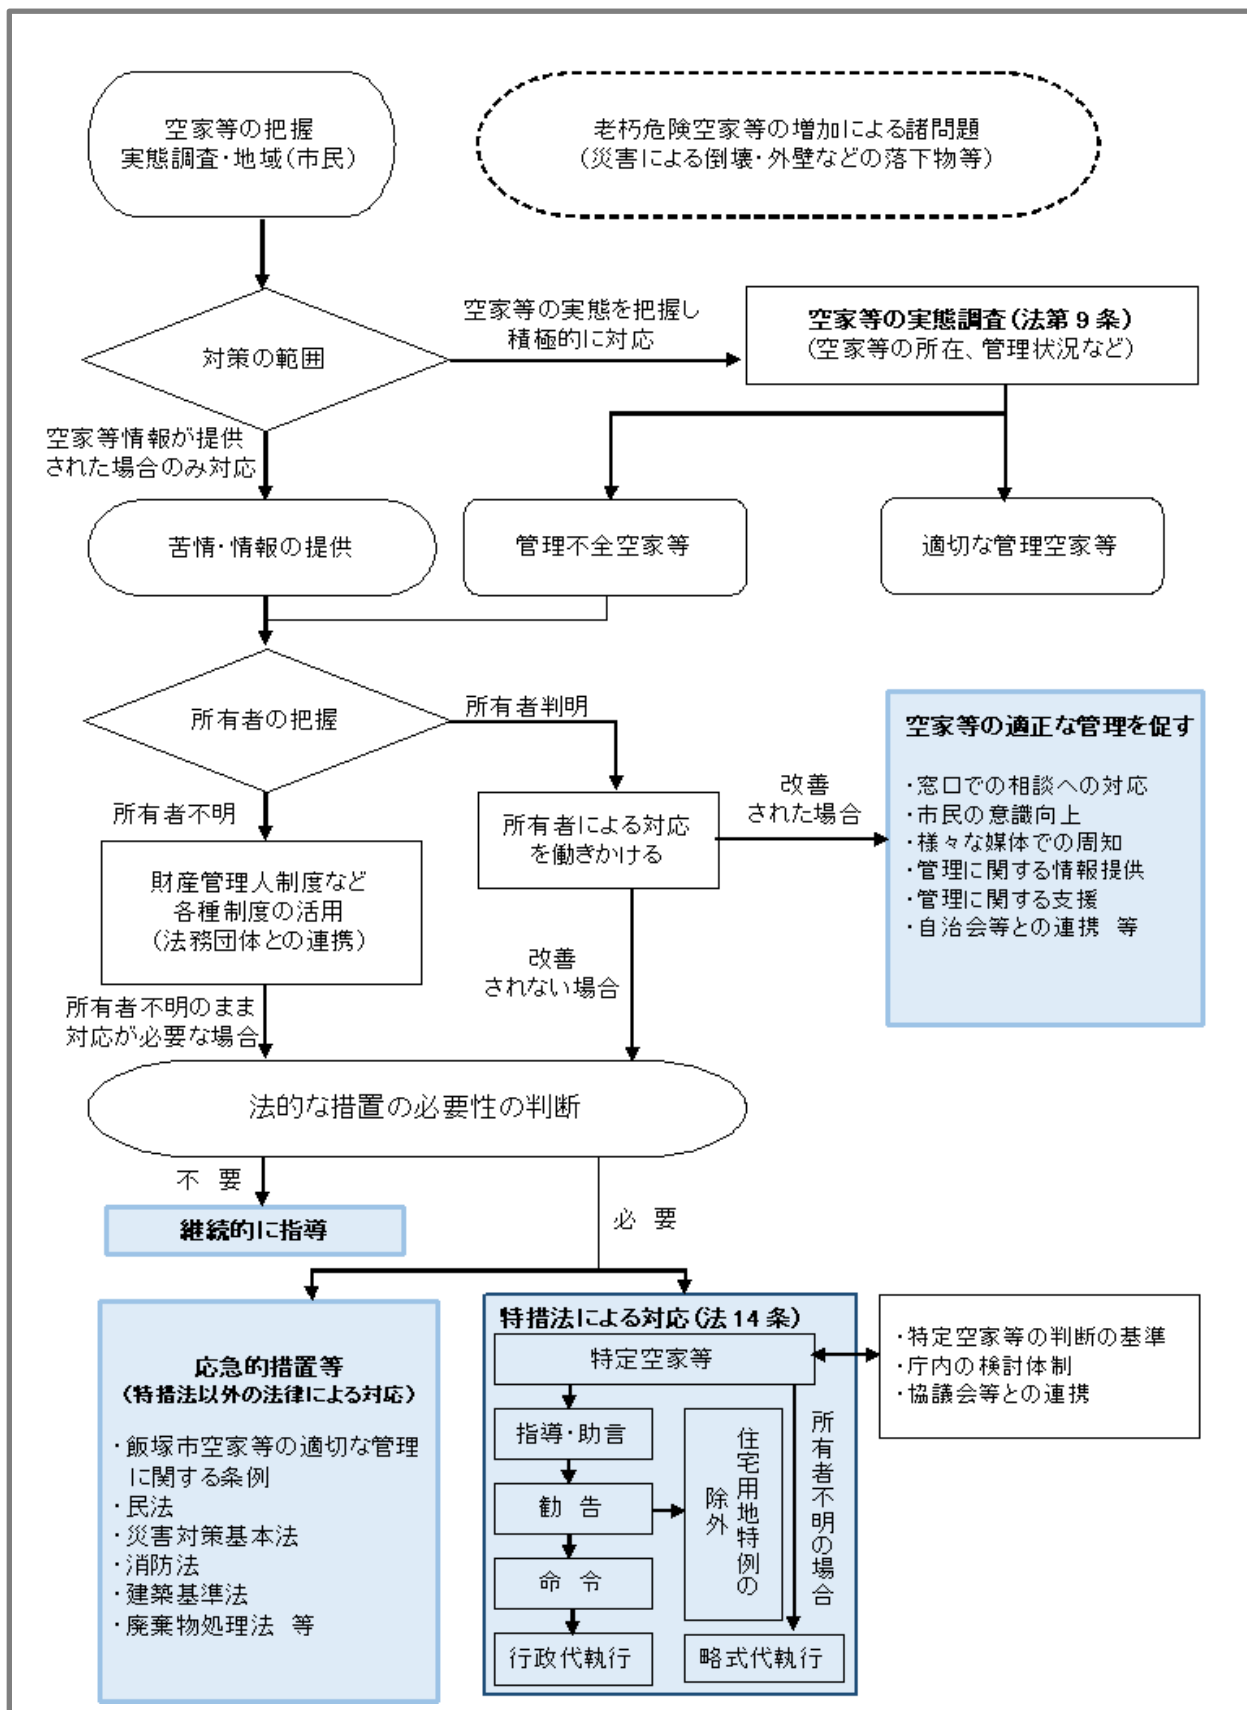 空家等の把握
実態調査・地域(市民)
老朽危険空家等の増加による諸問題
(災害による倒壊・外壁などの落下物等)
対策の範囲
空家等の実態を把握し
積極的に対応
空家等の実態調査(法第9条)
(空家等の所在、管理状況など)
空家等情報が提供
された場合のみ対応
苦情・情報の提供
管理不全空家等
適切な管理空家等
所有者の把握
所有者判明
所有者不明
財産管理人制度など
各種制度の活用
(法務団体との連携)
所有者による対応
を働きかける
改善
された場合
空家等の適正な管理を促す
・窓口での相談への対応
・市民の意識向上
・様々な媒体での周知
・管理に関する情報提供
・管理に関する支援
・自治会等との連携 等
改善
されない場合
所有者不明のまま
対応が必要な場合
法的な措置の必要性の判断
不 要
継続的に指導
必 要
応急的措置等
(特措法以外の法律による対応)
・飯塚市空家等の適切な管理
に関する条例
・民法
・災害対策基本法
・消防法
・建築基準法
・廃棄物処理法 等
特措法による対応(法14条)
特定空家等
指導・助言
勧 告
命 令
行政代執行
住宅用地特例の
除外
所有者不明の場合
略式代執行
・特定空家等の判断の基準
・庁内の検討体制
・協議会等との連携